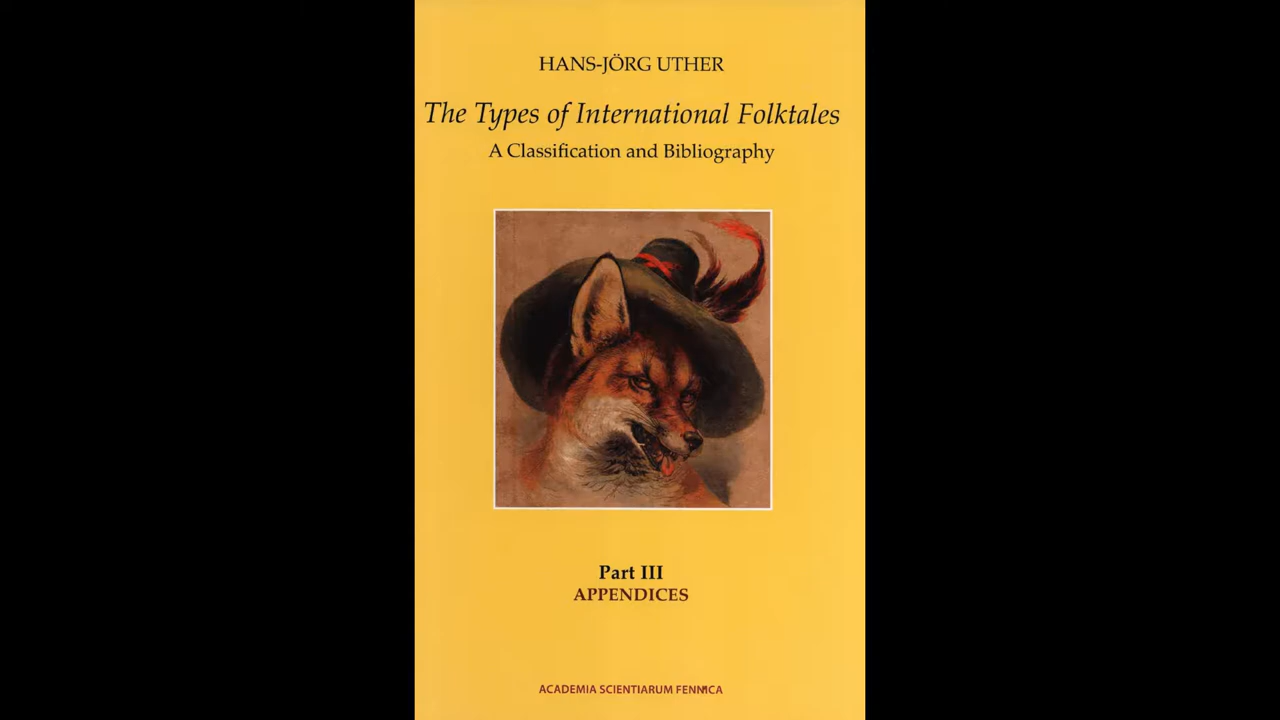 HANS-JÖRG UTHER
The Types of International Folktales
A Classification and Bibliography
Part III
APPENDICES
ACADEMIA SCIENTIARUM FENNICA